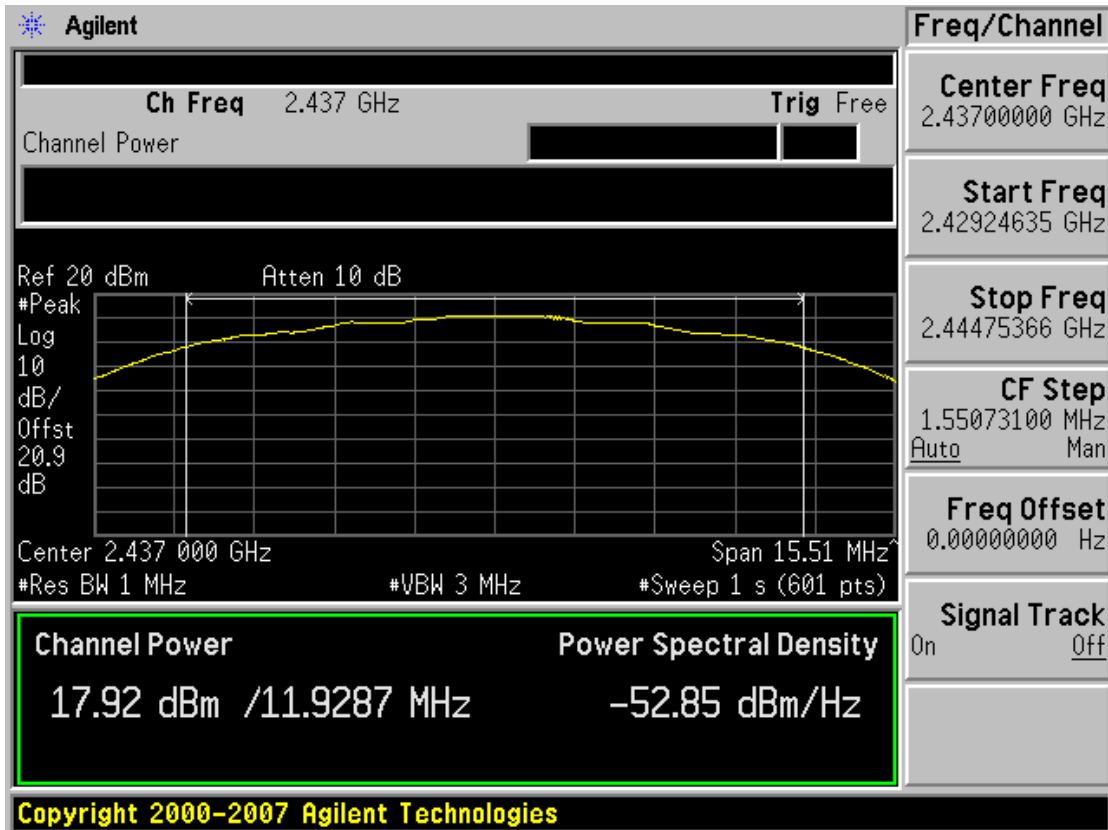 Agilent
Freq/Channel
Ch Freq 2.437 GHz Trig Free
Channel Power
Center Freq
2.43700000 GHz
Start Freq
2.42924635 GHz
Stop Freq
2.44475366 GHz
CF Step
1.55073100 MHz
Auto Man
Freq Offset
0.00000000 Hz
Signal Track
On Off
Ref 20 dBm Atten 10 dB
#Peak
Log
10
dB/
Offst
20.9
dB
Center 2.437 000 GHz Span 15.51 MHz^
#Res BW 1 MHz #VBW 3 MHz #Sweep 1 s (601 pts)
Channel Power Power Spectral Density
17.92 dBm /11.9287 MHz -52.85 dBm/Hz
Copyright 2000-2007 Agilent Technologies